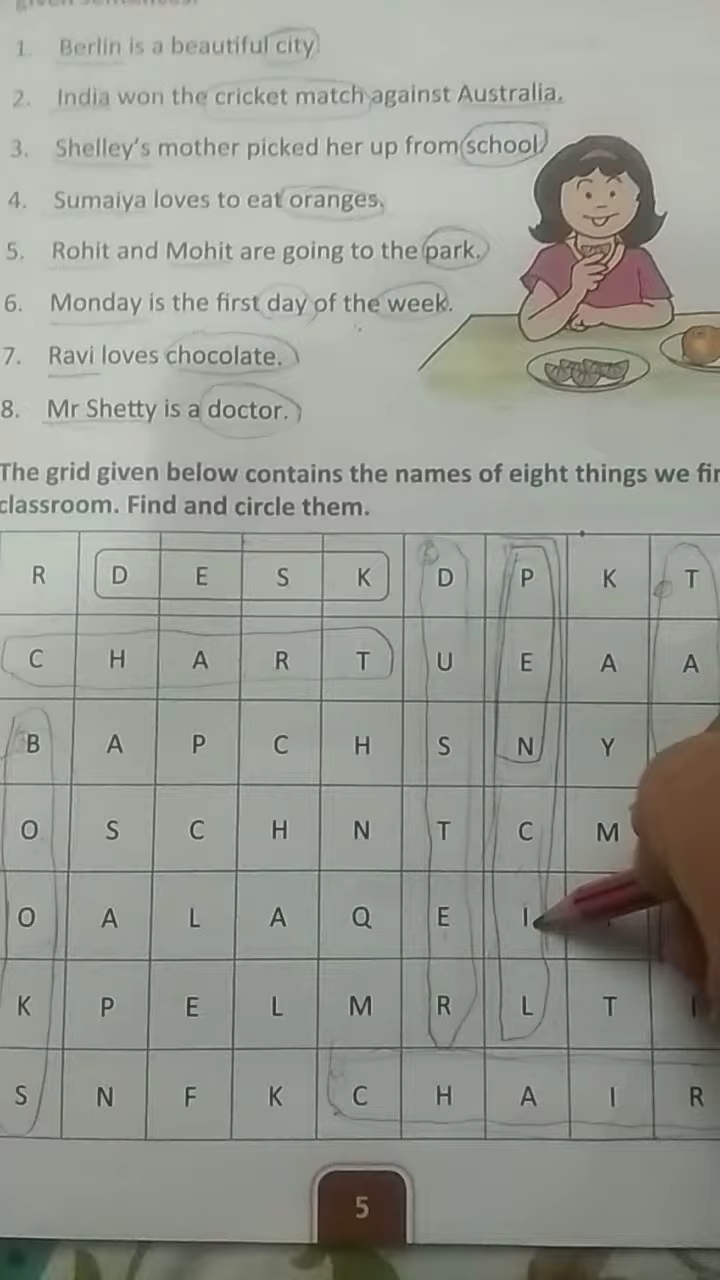 given sentences.
1. Berlin is a beautiful city.
2. India won the cricket match against Australia.
3. Shelley's mother picked her up from school.
4. Sumaiya loves to eat oranges.
5. Rohit and Mohit are going to the park.
6. Monday is the first day of the week.
7. Ravi loves chocolate.
8. Mr Shetty is a doctor.
The grid given below contains the names of eight things we
classroom. Find and circle them.
R D E S K D P K T
C H A R T U E A A
B A P C H S N Y
O S C H N T C M
O A L A Q E I
K P E L M R L T I
S N F K C H A I R
5